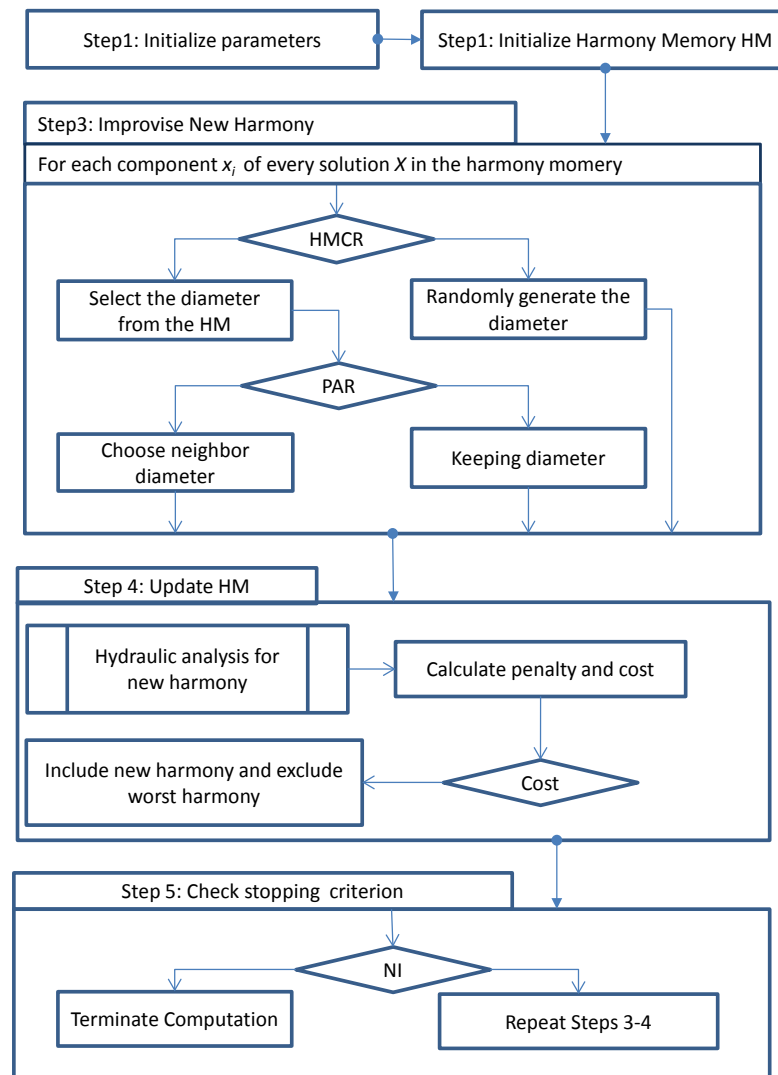 Step1: Initialize parameters
Step1: Initialize Harmony Memory HM
Step3: Improvise New Harmony
For each component xᵢ of every solution X in the harmony momery
HMCR
Select the diameter
from the HM
Randomly generate the
diameter
PAR
Choose neighbor
diameter
Keeping diameter
Step 4: Update HM
Hydraulic analysis for
new harmony
Calculate penalty and cost
Include new harmony and exclude
worst harmony
Cost
Step 5: Check stopping criterion
NI
Terminate Computation
Repeat Steps 3-4